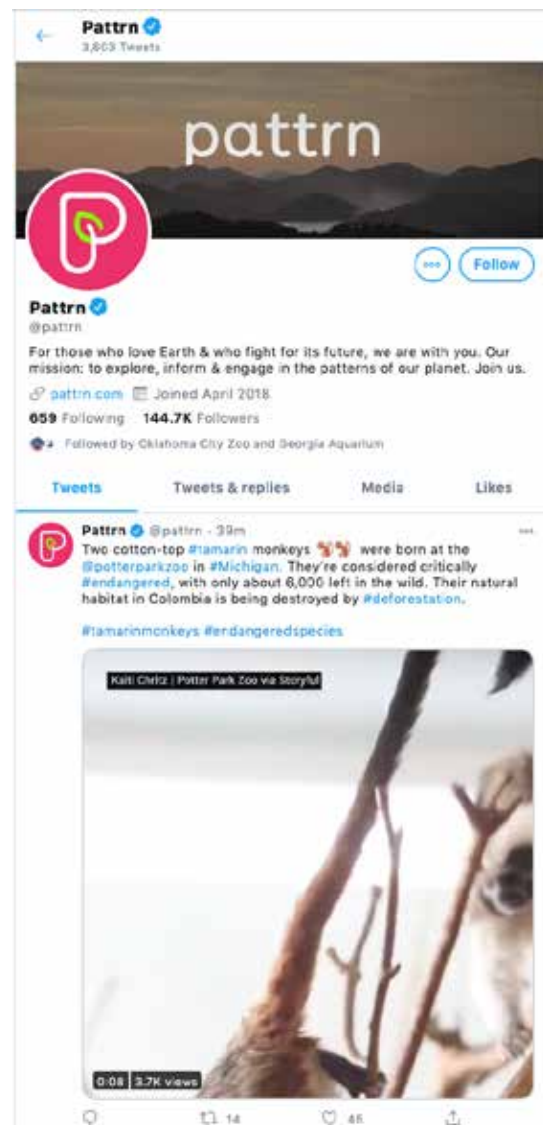 Pattrn
3,603 Tweets
pattrn
Follow
Pattrn
@pattrn
For those who love Earth & who fight for its future, we are with you. Our
mission: to explore, inform & engage in the patterns of our planet. Join us.
pattrn.com Joined April 2018
659 Following 144.7K Followers
Followed by Oklahoma City Zoo and Georgia Aquarium
Tweets Tweets & replies Media Likes
Pattrn @pattrn · 39m
Two cotton-top #tamarin monkeys 🐒🐒 were born at the
@potterparkzoo in #Michigan. They're considered critically
#endangered, with only about 6,000 left in the wild. Their natural
habitat in Colombia is being destroyed by #deforestation.
#tamarinmonkeys #endangeredspecies
Kaiti | Potter Park Zoo via Storyful
0:08 3.7K views
14